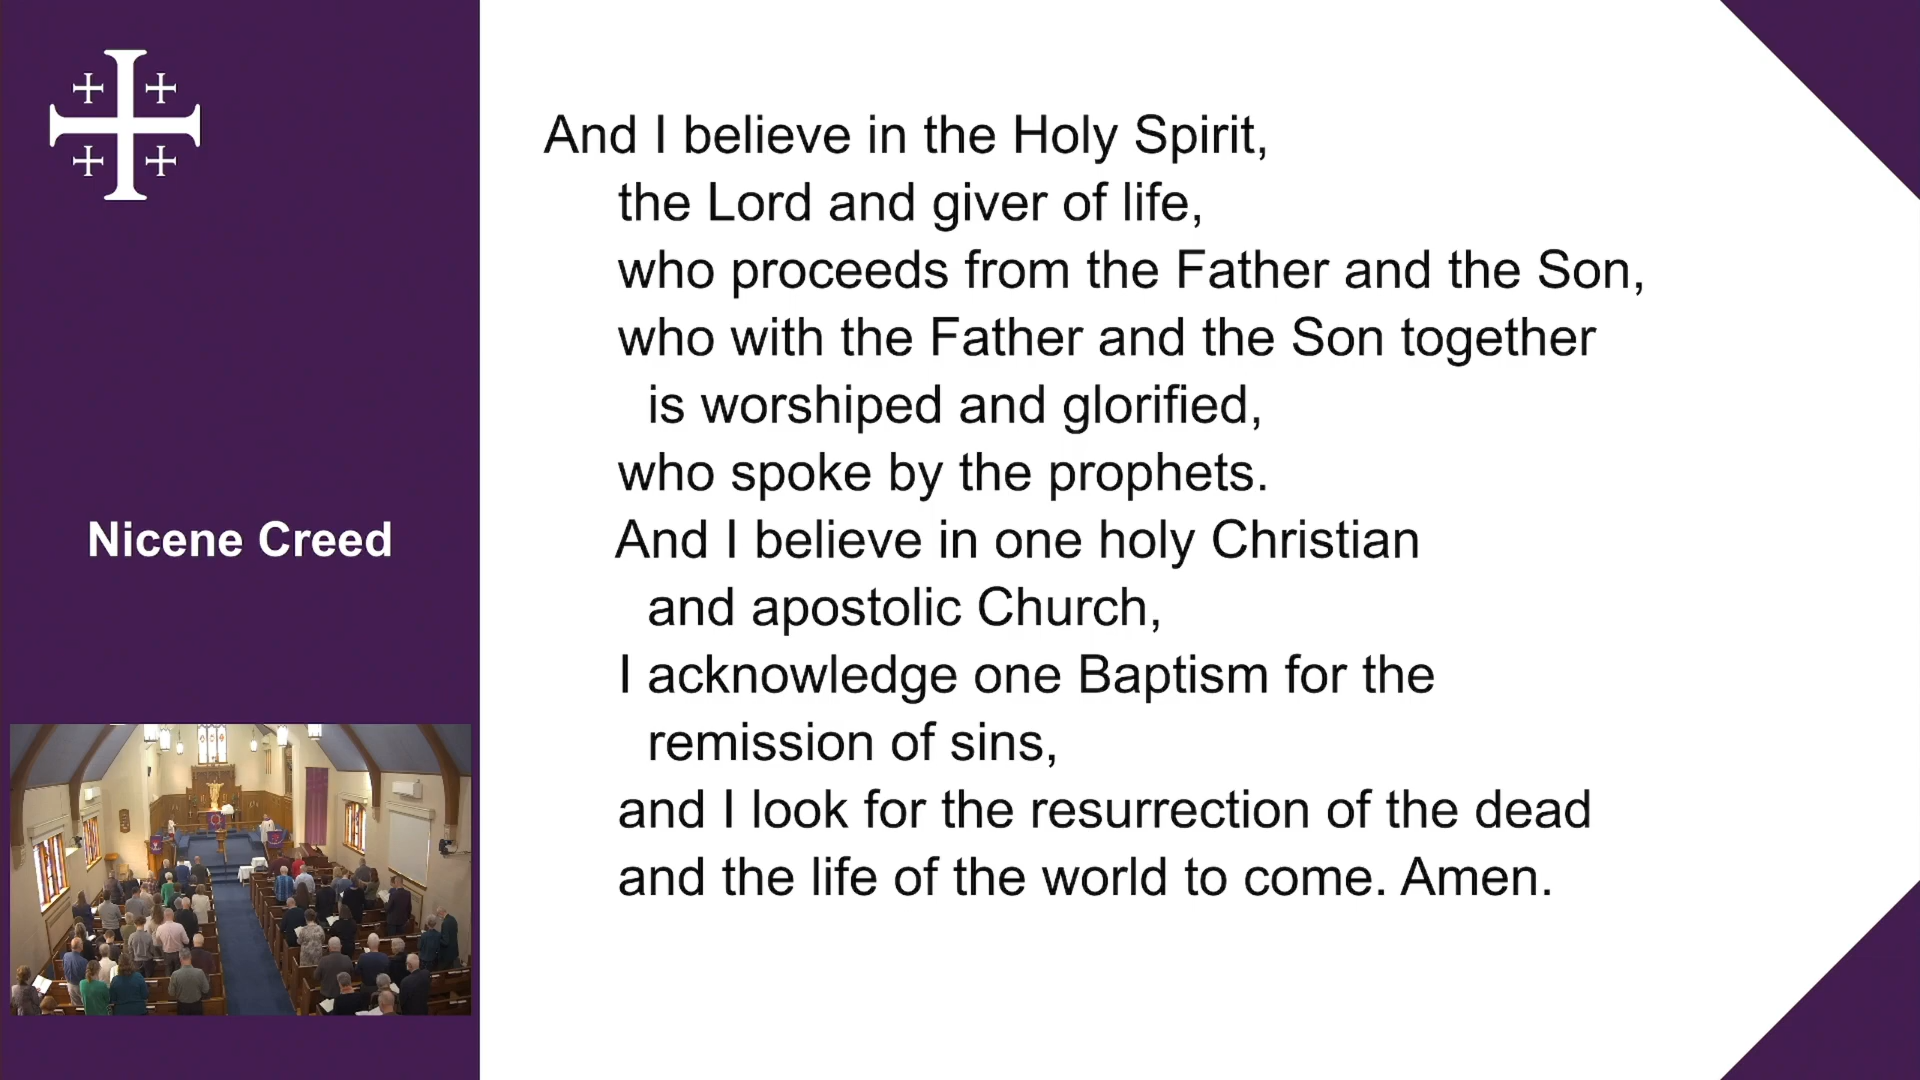 Nicene Creed
And I believe in the Holy Spirit,
the Lord and giver of life,
who proceeds from the Father and the Son,
who with the Father and the Son together
is worshiped and glorified,
who spoke by the prophets.
And I believe in one holy Christian
and apostolic Church,
I acknowledge one Baptism for the
remission of sins,
and I look for the resurrection of the dead
and the life of the world to come. Amen.